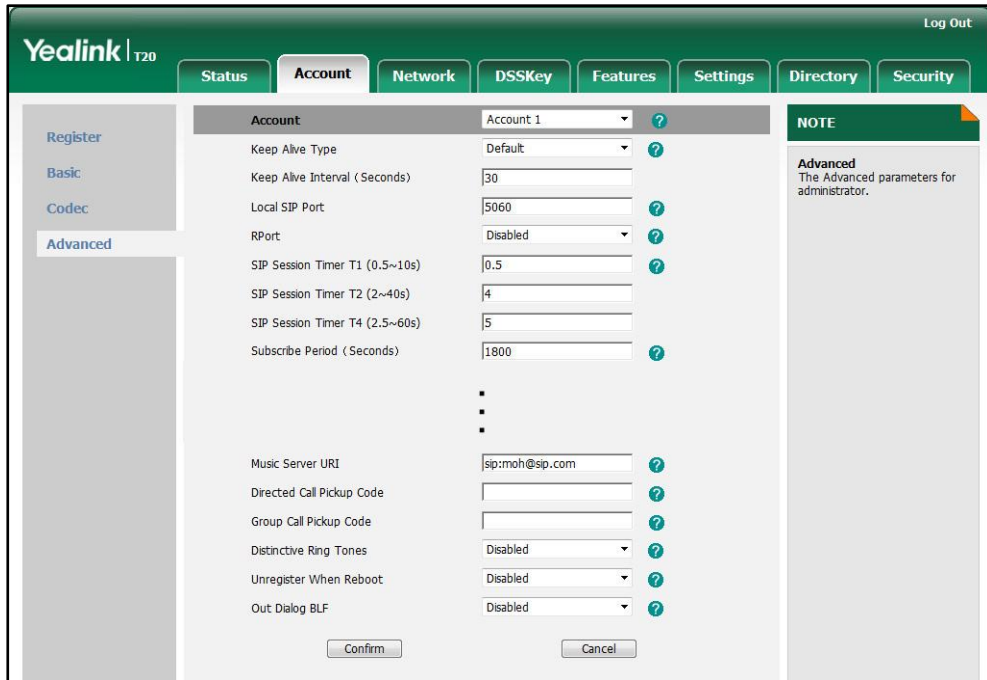 Log Out
Yealink T20
Status Account Network DSSKey Features Settings Directory Security
Register
Basic
Codec
Advanced
Account Account 1 ?
Keep Alive Type Default ?
Keep Alive Interval (Seconds) 30
Local SIP Port 5060 ?
RPort Disabled ?
SIP Session Timer T1 (0.5~10s) 0.5 ?
SIP Session Timer T2 (2~40s) 4
SIP Session Timer T4 (2.5~60s) 5
Subscribe Period (Seconds) 1800 ?
Music Server URI sip:moh@sip.com ?
Directed Call Pickup Code ?
Group Call Pickup Code ?
Distinctive Ring Tones Disabled ?
Unregister When Reboot Disabled ?
Out Dialog BLF Disabled ?
Confirm Cancel
NOTE
Advanced
The Advanced parameters for
administrator.